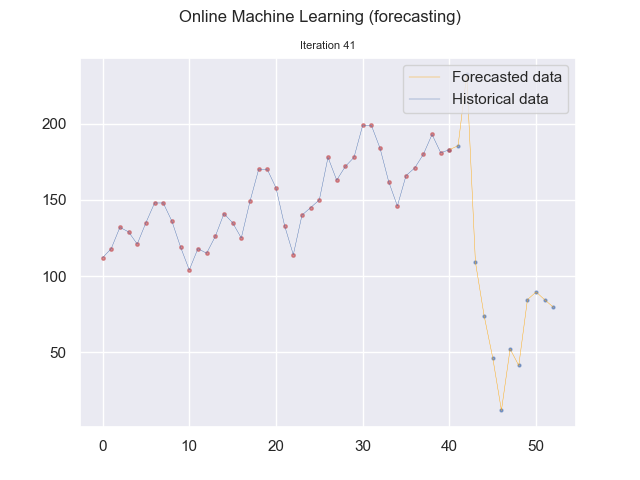 Online Machine Learning (forecasting)
Iteration 41
Forecasted data
Historical data
200
150
100
50
0
10
20
30
40
50